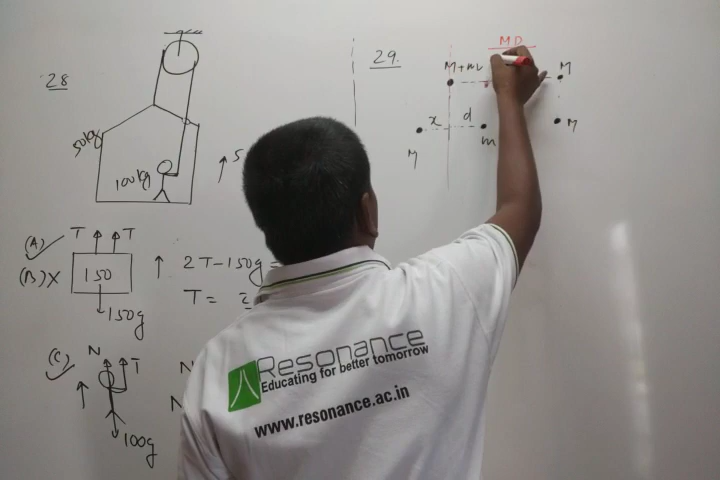 28
50kg
100kg
↑ 5
(A) ✓
(B) ×
T ↑ ↑ T
150
↓ 150g
↑ 2T-150g =
T =
(C) ✓
N
T
↓ 100g
N
N
29.
MD
M+m
M
x
d
M
m
M
Resonance
Educating for better tomorrow
www.resonance.ac.in